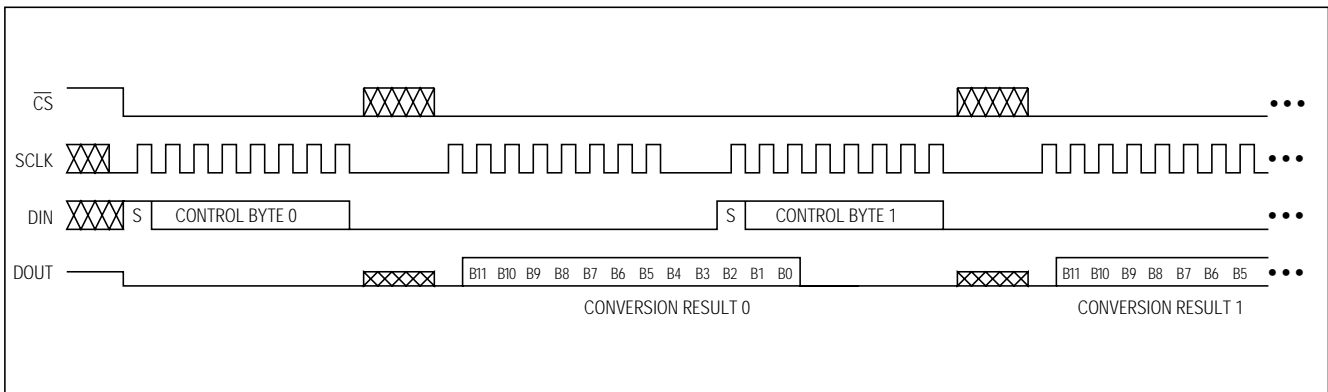 CS •••
SCLK •••
DIN S CONTROL BYTE 0 S CONTROL BYTE 1 •••
DOUT B11 B10 B9 B8 B7 B6 B5 B4 B3 B2 B1 B0 B11 B10 B9 B8 B7 B6 B5 •••
CONVERSION RESULT 0 CONVERSION RESULT 1